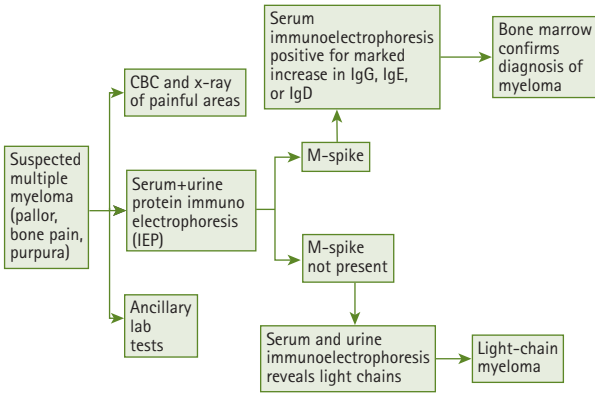 Suspected
multiple
myeloma
(pallor,
bone pain,
purpura)
CBC and x-ray
of painful areas
Serum+urine
protein immuno
electrophoresis
(IEP)
Ancillary
lab
tests
M-spike
Serum
immunoelectrophoresis
positive for marked
increase in IgG, IgE,
or IgD
Bone marrow
confirms
diagnosis of
myeloma
M-spike
not present
Serum and urine
immunoelectrophoresis
reveals light chains
Light-chain
myeloma